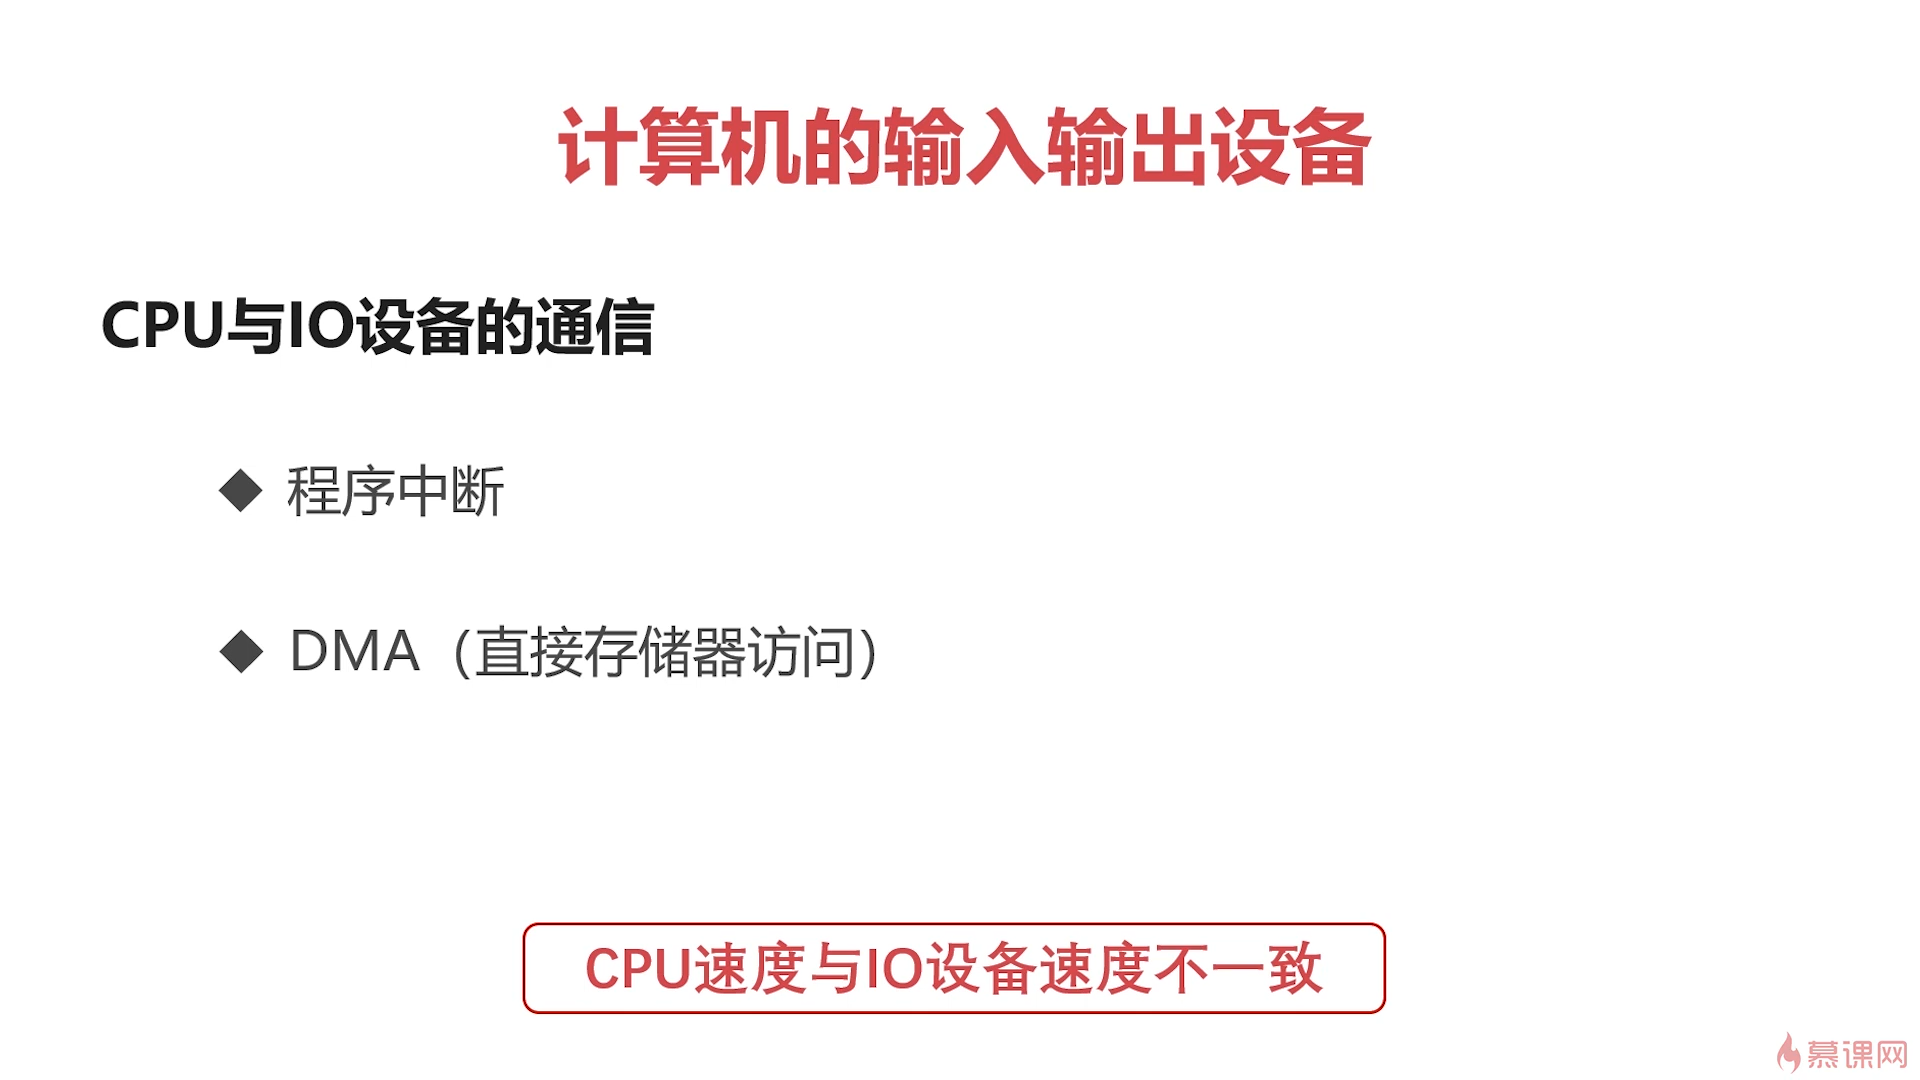 计算机的输入输出设备
CPU与IO设备的通信
程序中断
DMA（直接存储器访问）
CPU速度与IO设备速度不一致
慕课网